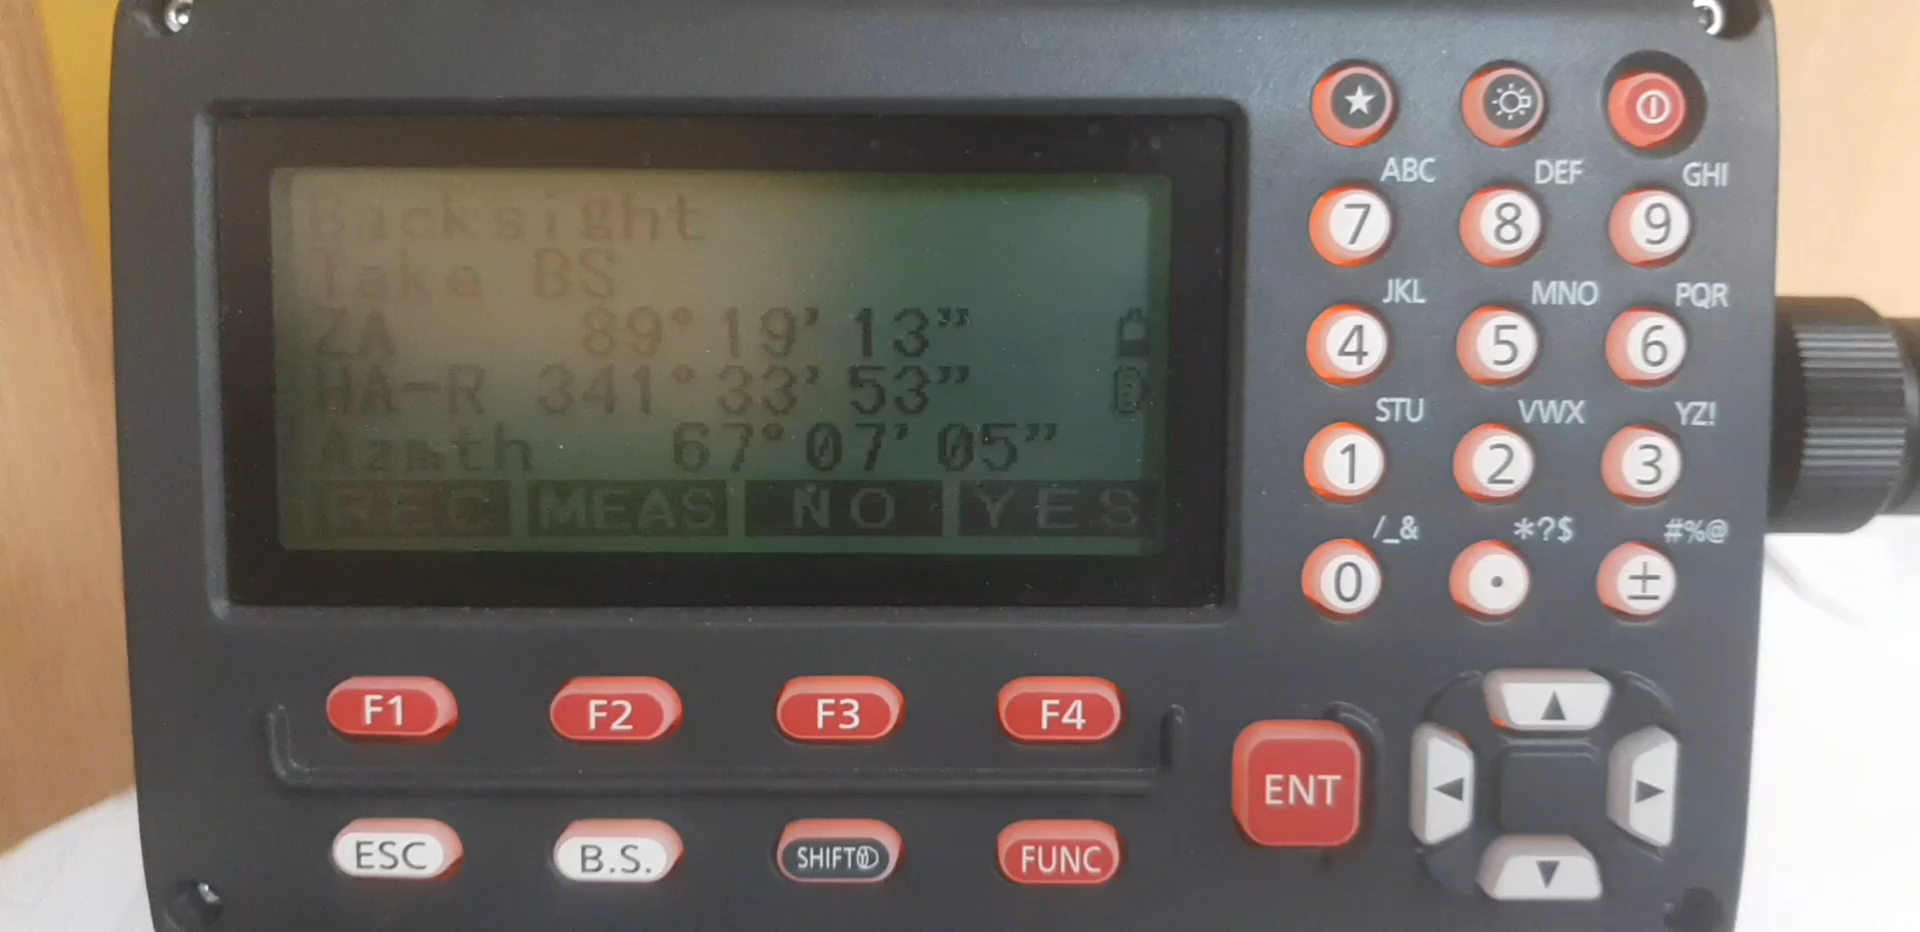 Backsight
Take BS
ZA 89°19'13"
HA-R 341°33'53"
Azmth 67°07'05"
REC MEAS NO YES
ABC DEF GHI
7 8 9
JKL MNO PQR
4 5 6
STU VWX YZ!
1 2 3
/_& *?$ #%@
0 . ±
F1 F2 F3 F4
ENT
ESC B.S. SHIFT FUNC